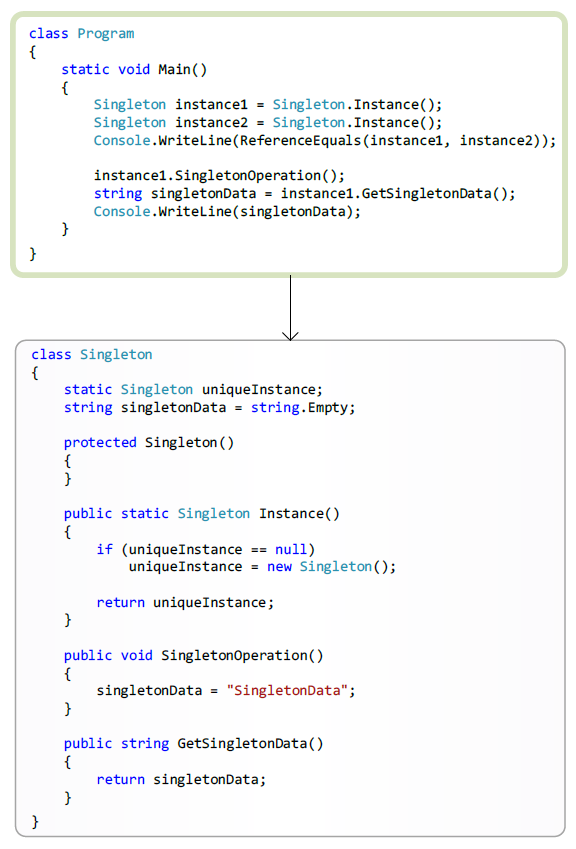 class Program
{
    static void Main()
    {
        Singleton instance1 = Singleton.Instance();
        Singleton instance2 = Singleton.Instance();
        Console.WriteLine(ReferenceEquals(instance1, instance2));

        instance1.SingletonOperation();
        string singletonData = instance1.GetSingletonData();
        Console.WriteLine(singletonData);
    }
}
class Singleton
{
    static Singleton uniqueInstance;
    string singletonData = string.Empty;

    protected Singleton()
    {
    }

    public static Singleton Instance()
    {
        if (uniqueInstance == null)
            uniqueInstance = new Singleton();

        return uniqueInstance;
    }

    public void SingletonOperation()
    {
        singletonData = "SingletonData";
    }

    public string GetSingletonData()
    {
        return singletonData;
    }
}